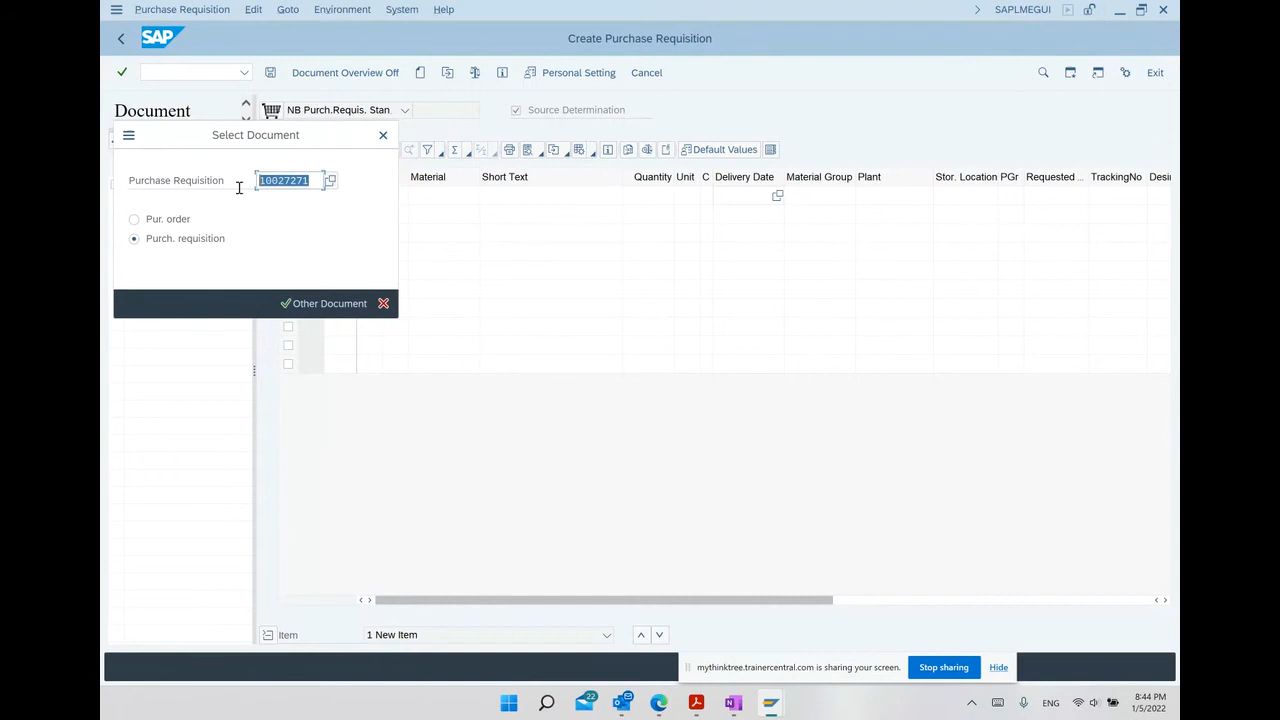 Purchase Requisition Edit Goto Environment System Help SAPLMEGUI
SAP Create Purchase Requisition
Document Overview Off Personal Setting Cancel Exit
Document NB Purch.Requis. Stan Source Determination
Select Document
Default Values
Purchase Requisition 10027271
Material Short Text Quantity Unit C Delivery Date Material Group Plant Stor. Location PGr Requested ... TrackingNo Desi
Pur. order
Purch. requisition
Other Document
Item 1 New Item
mythinktree.trainercentral.com is sharing your screen. Stop sharing Hide
22
ENG
8:44 PM
1/5/2022